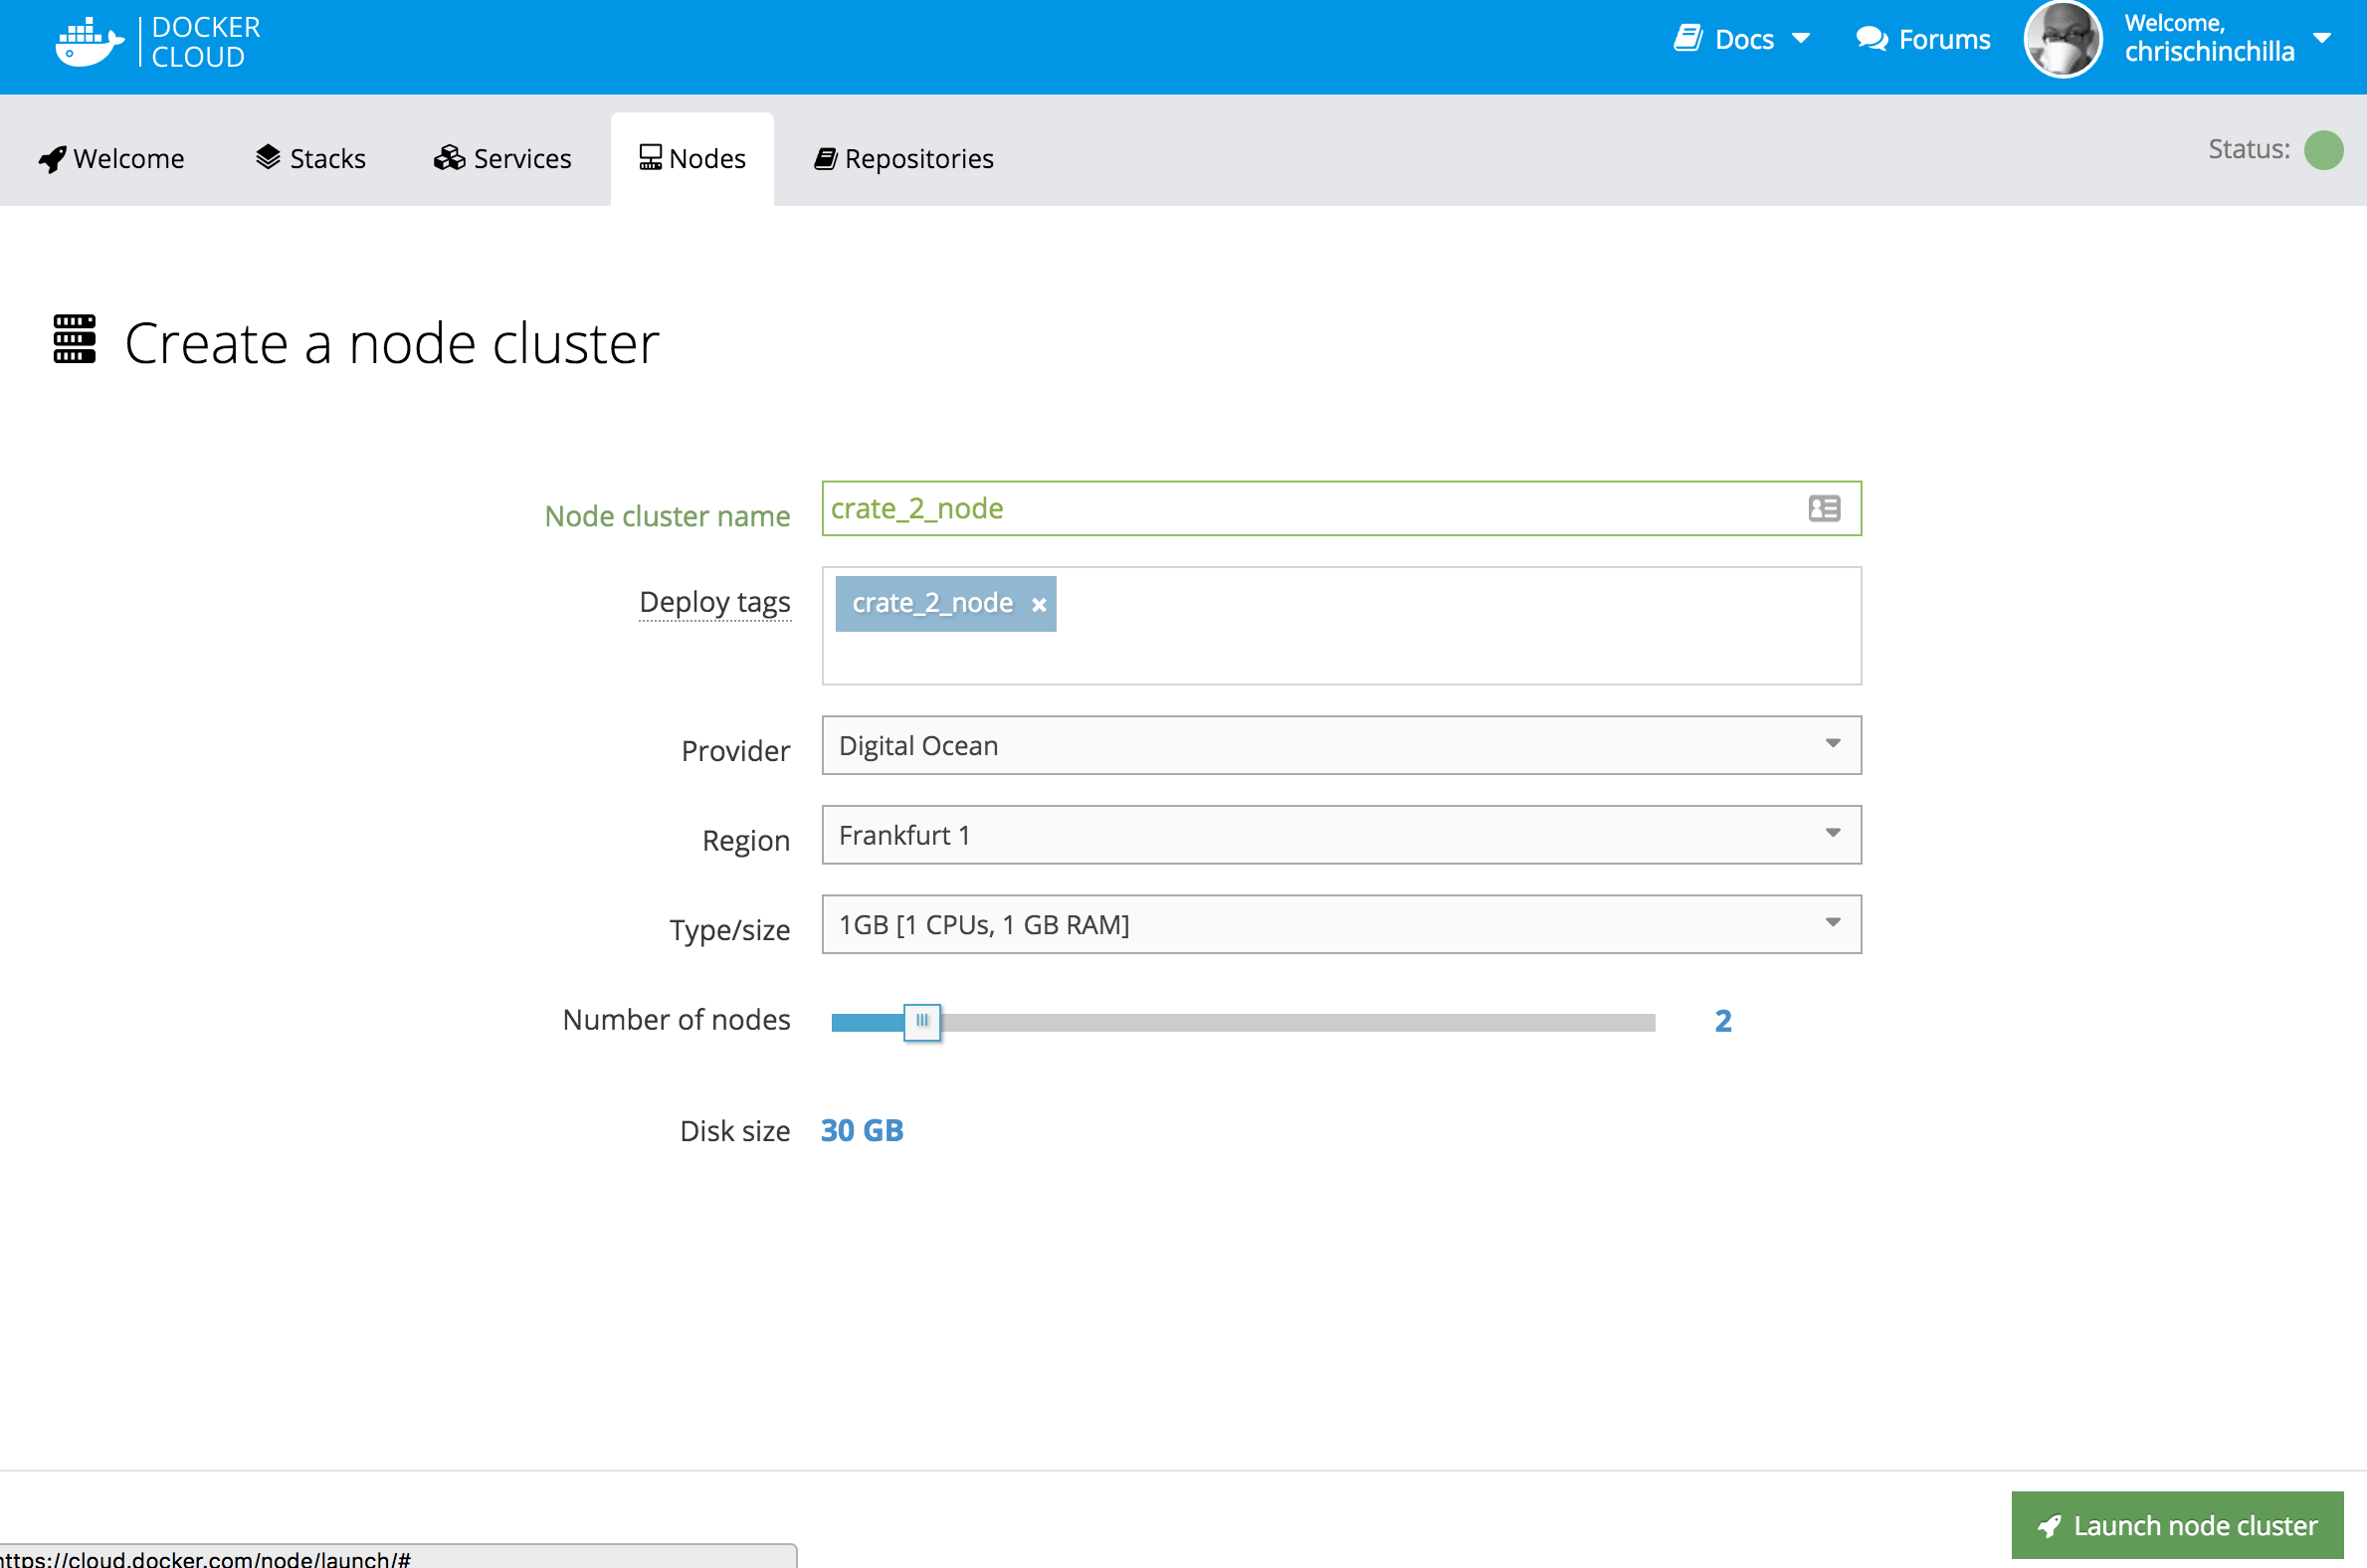 DOCKER
CLOUD
Docs
Forums
Welcome,
chrischinchilla
Welcome
Stacks
Services
Nodes
Repositories
Status:
Create a node cluster
Node cluster name
crate_2_node
Deploy tags
crate_2_node ×
Provider
Digital Ocean
Region
Frankfurt 1
Type/size
1GB [1 CPUs, 1 GB RAM]
Number of nodes
2
Disk size
30 GB
Launch node cluster
https://cloud.docker.com/node/launch/#